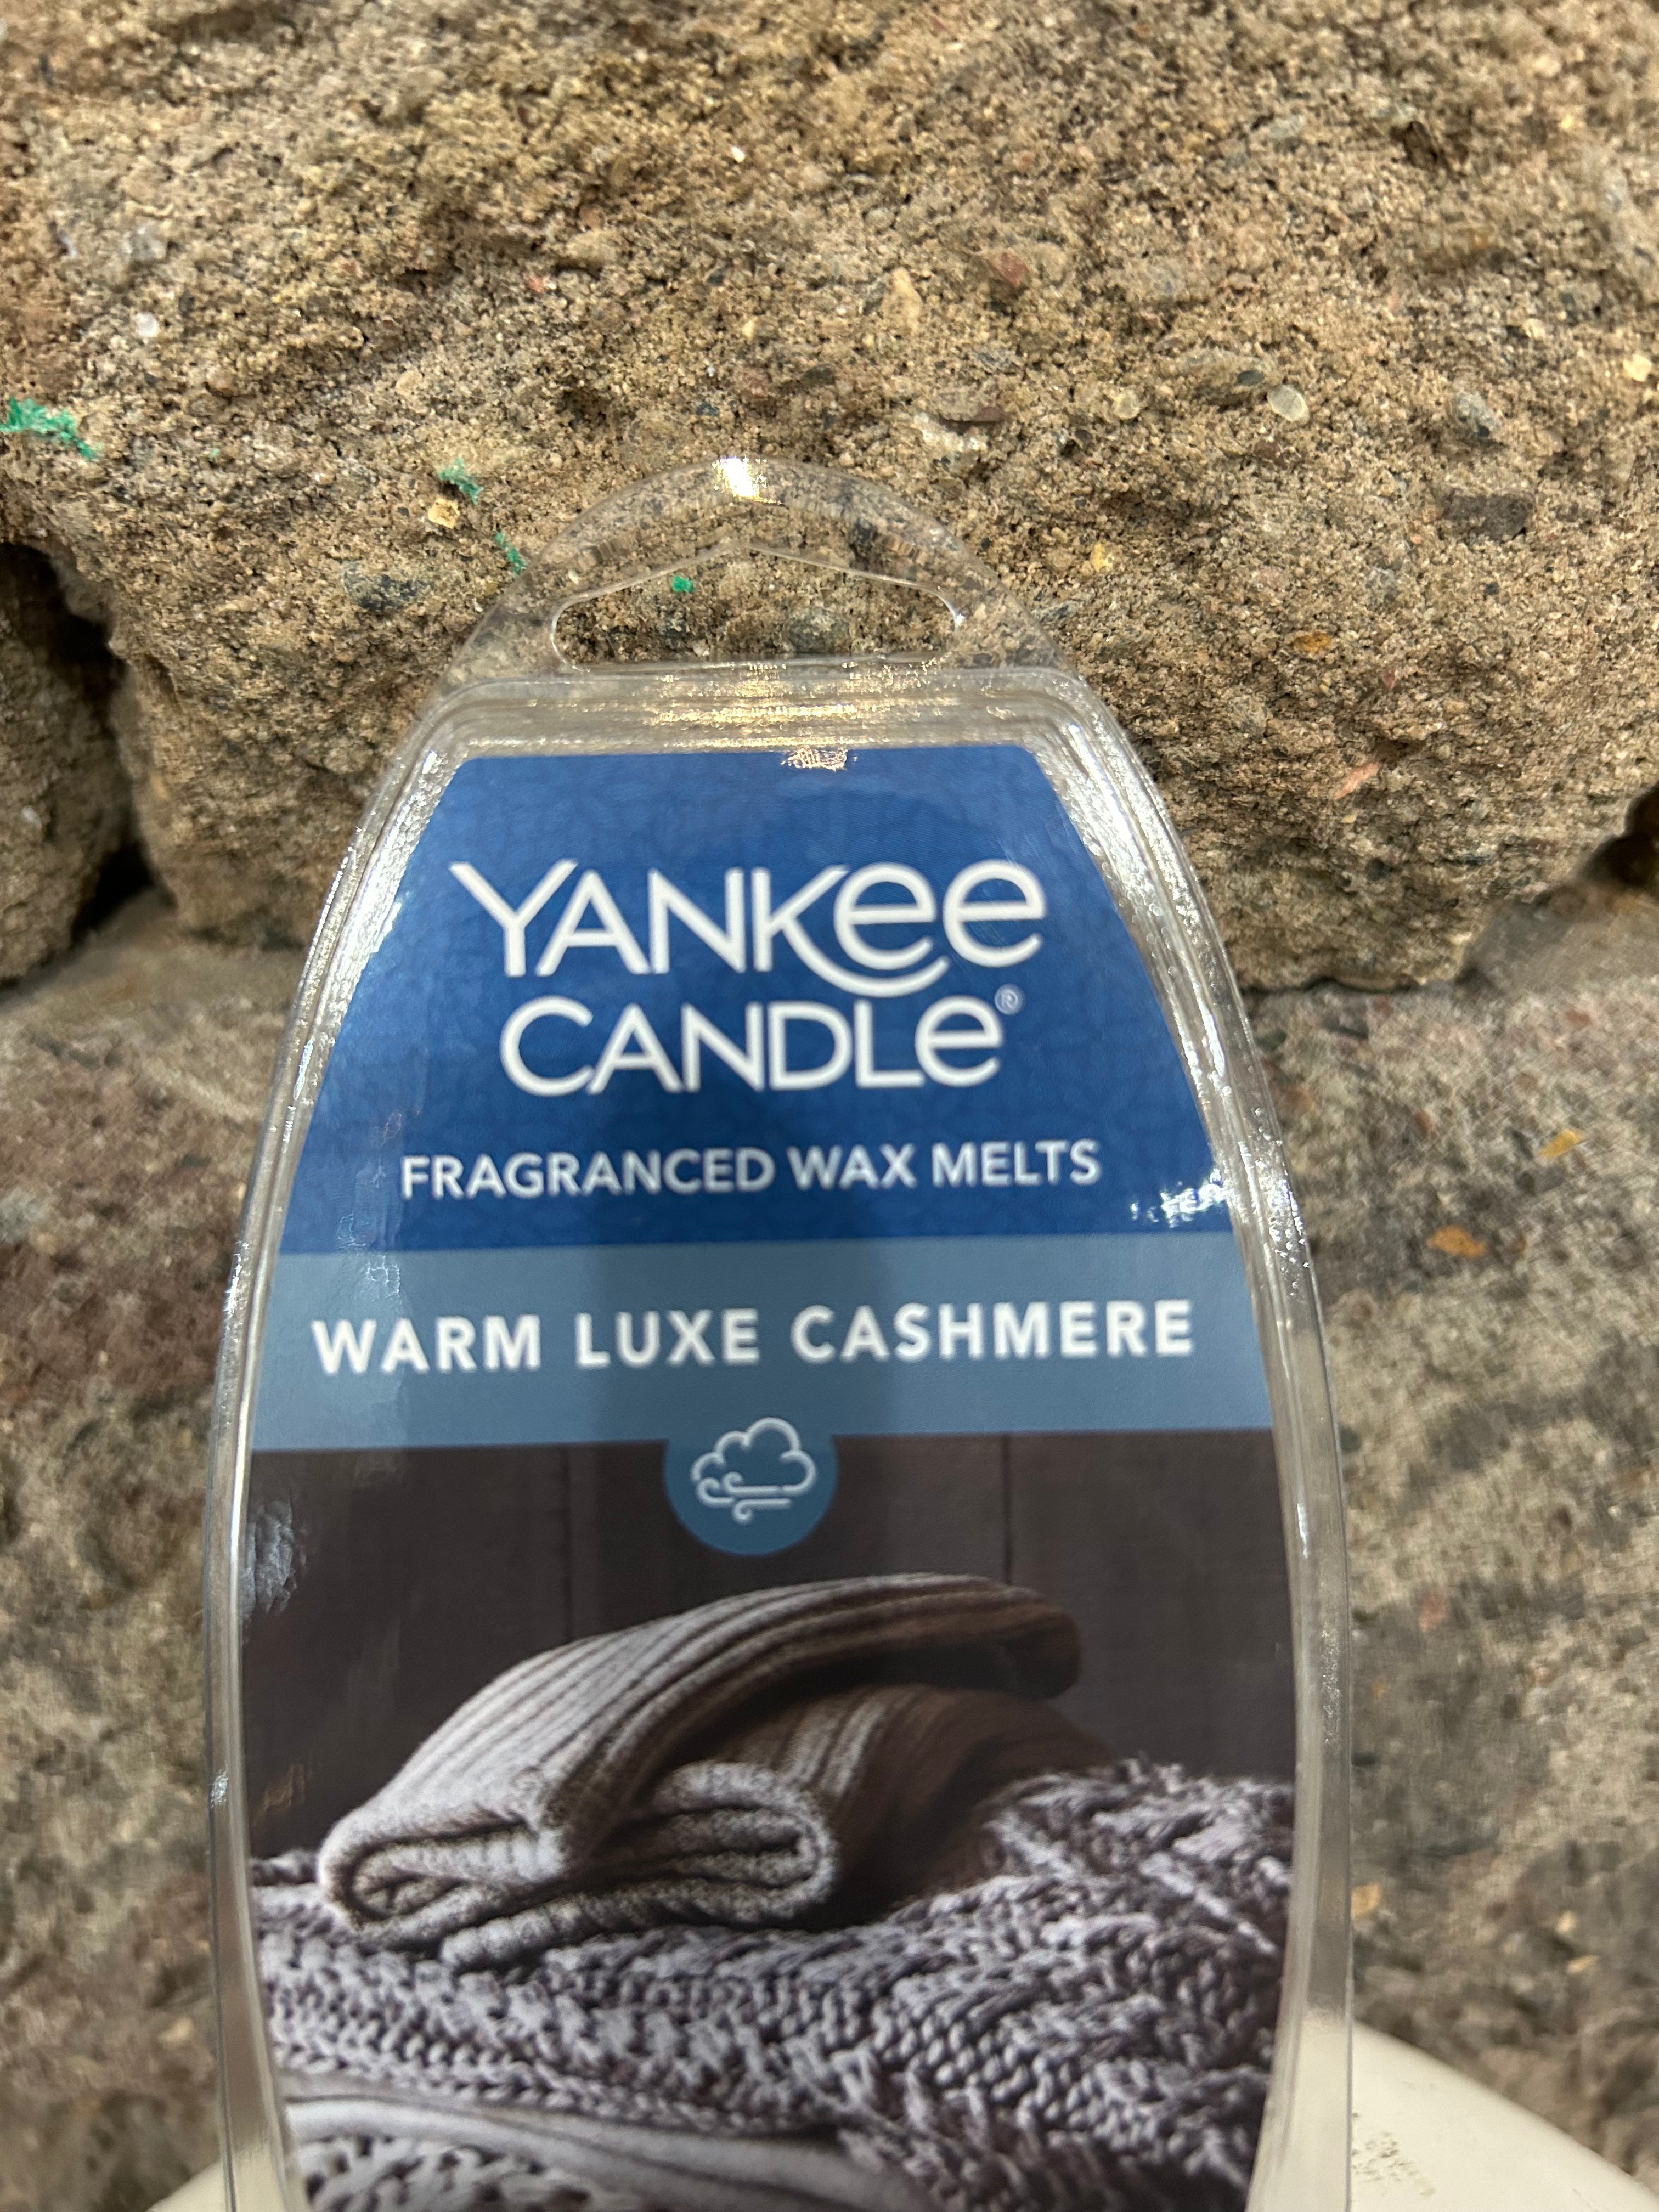 YANKEE
CANDLE®
FRAGRANCED WAX MELTS
WARM LUXE CASHMERE